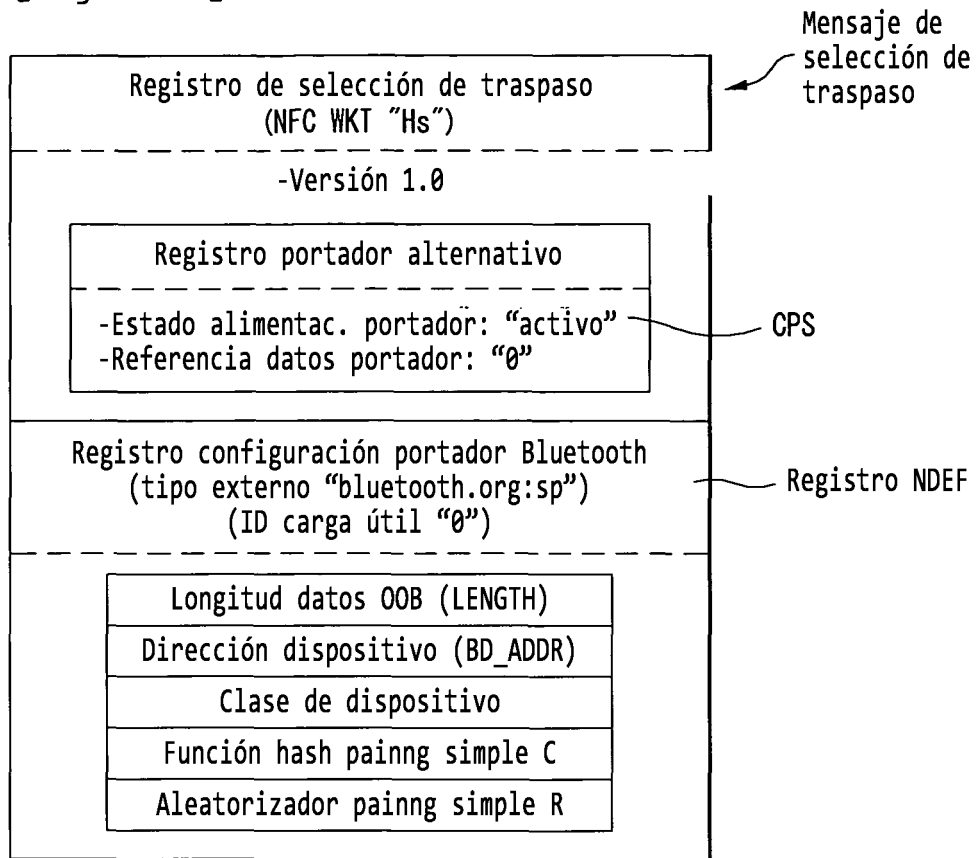 Mensaje de
selección de
traspaso
Registro de selección de traspaso
(NFC WKT ″Hs″)
-Versión 1.0
Registro portador alternativo
-Estado alimentac. portador: “activo”
-Referencia datos portador: “0”
CPS
Registro configuración portador Bluetooth
(tipo externo “bluetooth.org:sp”)
(ID carga útil “0”)
Registro NDEF
Longitud datos OOB (LENGTH)
Dirección dispositivo (BD_ADDR)
Clase de dispositivo
Función hash painng simple C
Aleatorizador painng simple R